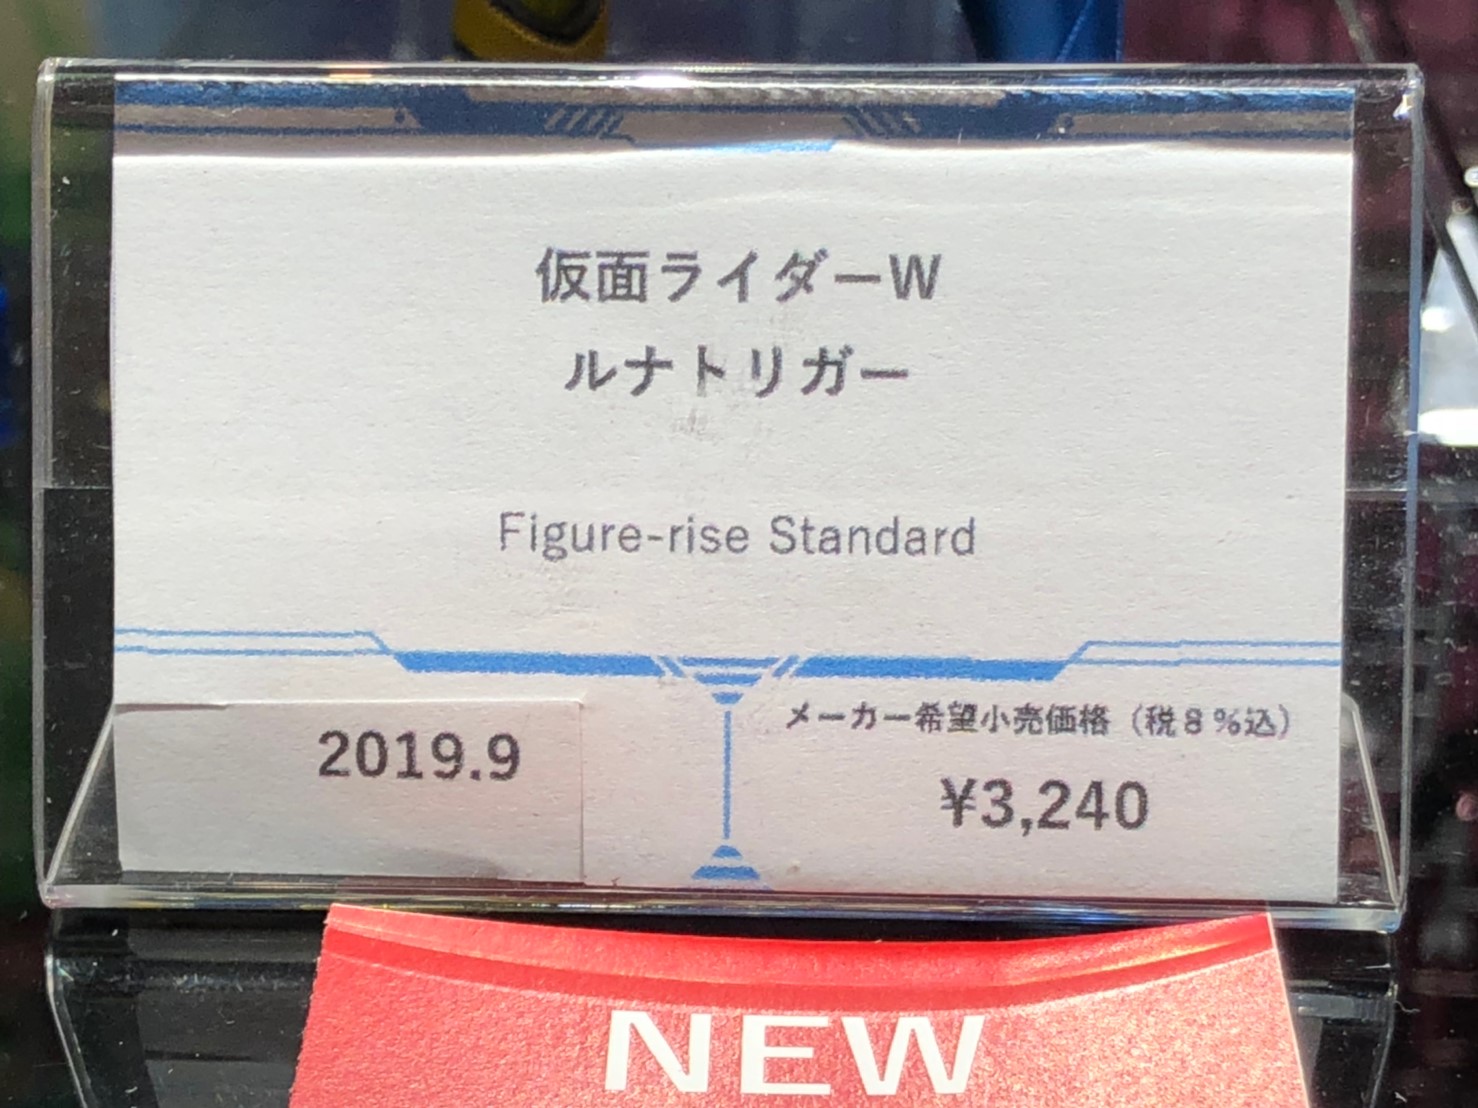 仮面ライダーW
ルナトリガー
Figure-rise Standard
2019.9
メーカー希望小売価格（税８％込）
¥3,240
NEW